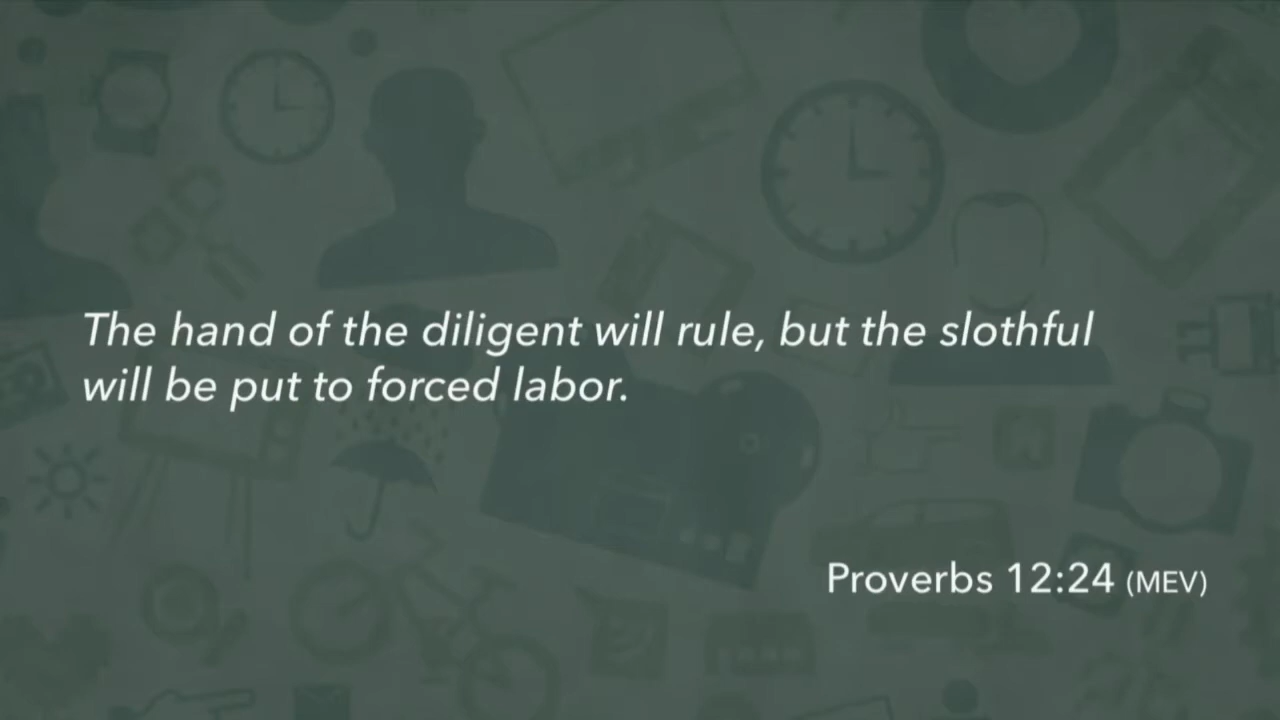 The hand of the diligent will rule, but the slothful
will be put to forced labor.
Proverbs 12:24 (MEV)